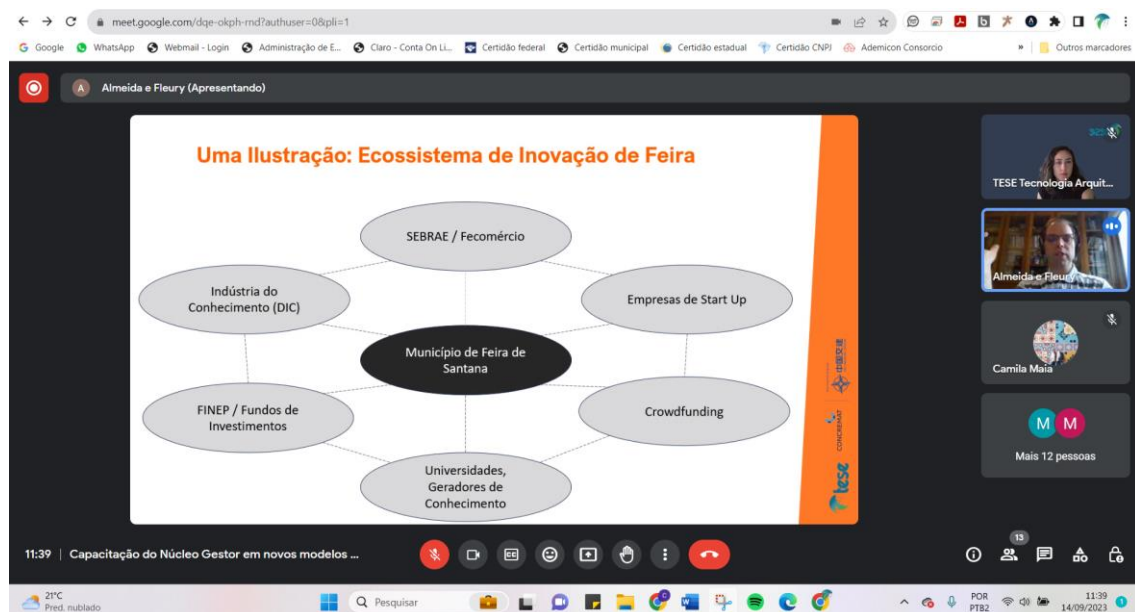 meet.google.com/dqe-okph-rnd?authuser=0&pli=1
Google
WhatsApp
Webmail - Login
Administração de E...
Claro - Conta On Li...
Certidão federal
Certidão municipal
Certidão estadual
Certidão CNPJ
Ademicon Consorcio
»
Outros marcadores
A
Almeida e Fleury (Apresentando)
Uma Ilustração: Ecossistema de Inovação de Feira
SEBRAE / Fecomércio
Indústria do
Conhecimento (DIC)
Empresas de Start Up
Município de Feira de
Santana
FINEP / Fundos de
Investimentos
Crowdfunding
Universidades,
Geradores de
Conhecimento
tese
CONCREMAT
TESE Tecnologia Arquit...
Almeida e Fleury
Camila Maia
M M
Mais 12 pessoas
11:39 | Capacitação do Núcleo Gestor em novos modelos ...
13
21°C
Pred. nublado
Pesquisar
POR
PTB2
11:39
14/09/2023